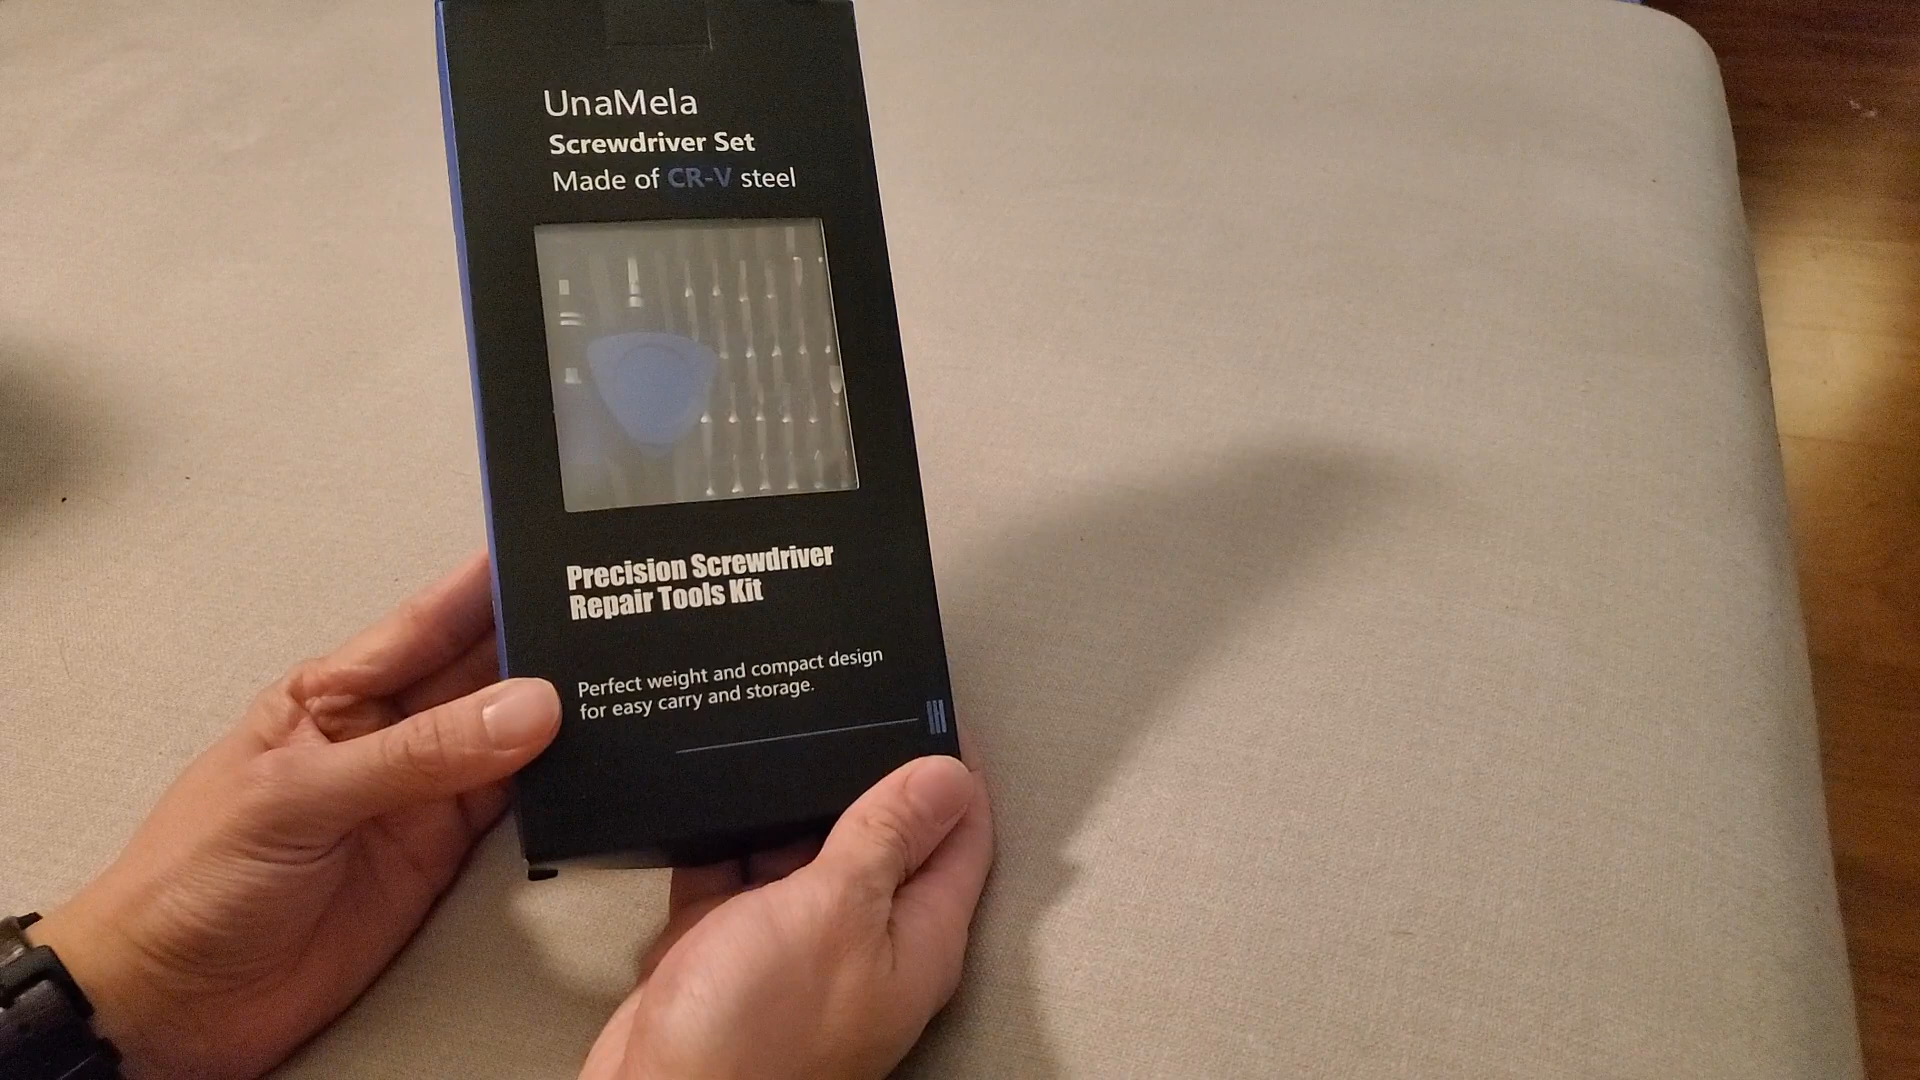 UnaMela
Screwdriver Set
Made of CR-V steel
Precision Screwdriver
Repair Tools Kit
Perfect weight and compact design
for easy carry and storage.